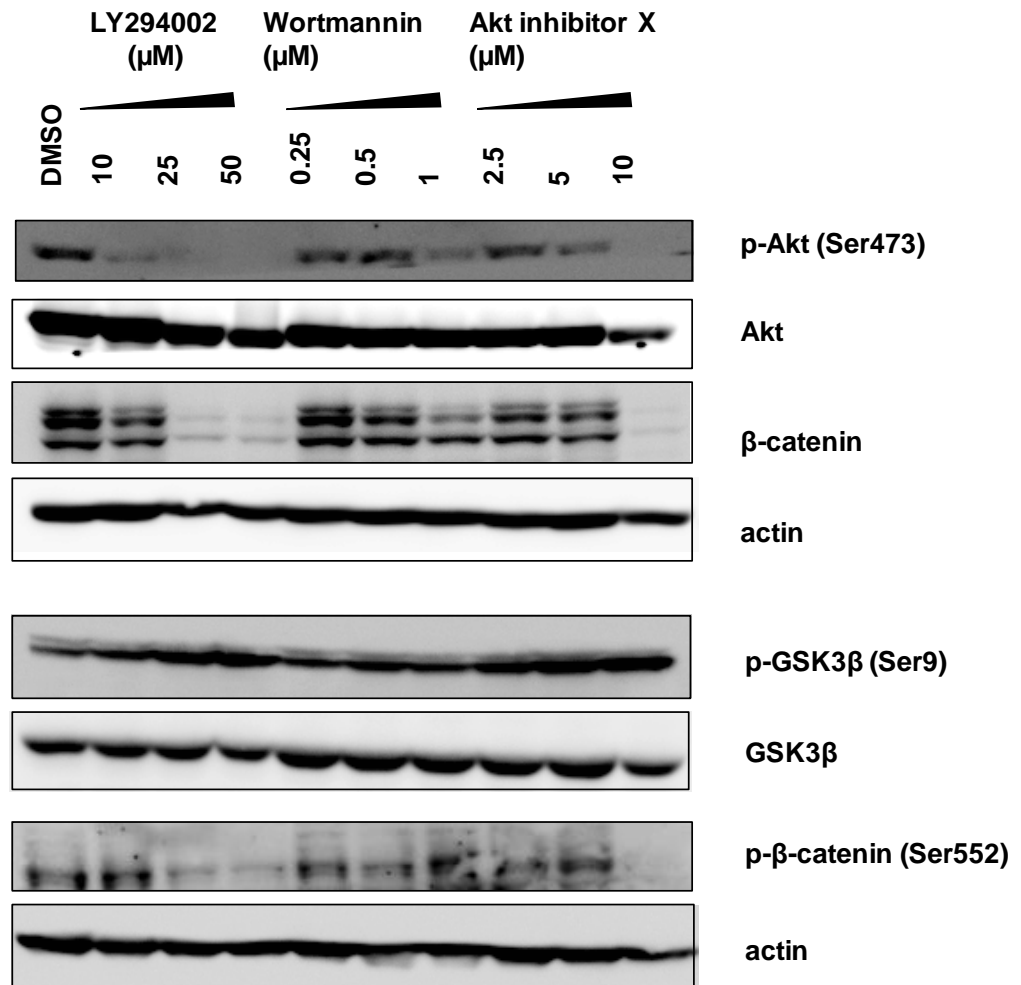 LY294002 Wortmannin Akt inhibitor X
(µM) (µM) (µM)
DMSO 10 25 50 0.25 0.5 1 2.5 5 10
p-Akt (Ser473)
Akt
β-catenin
actin
p-GSK3β (Ser9)
GSK3β
p-β-catenin (Ser552)
actin